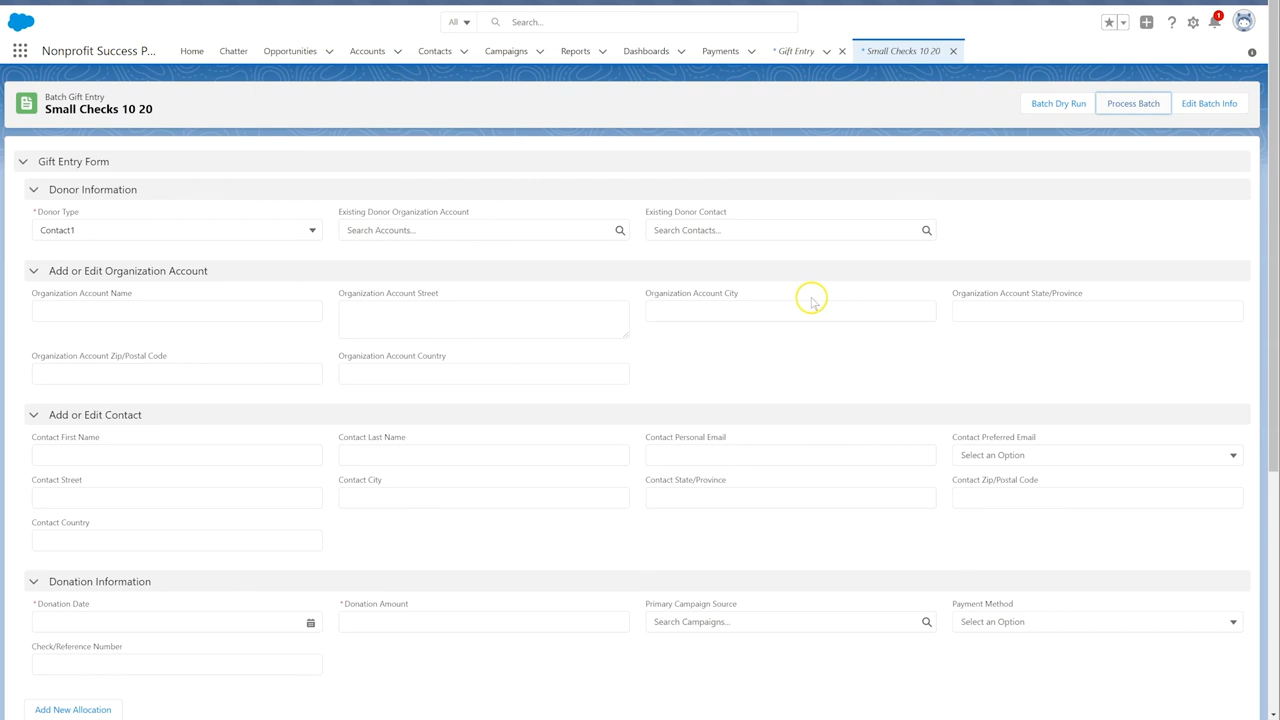 All
Search...
1
Nonprofit Success P...
Home
Chatter
Opportunities
Accounts
Contacts
Campaigns
Reports
Dashboards
Payments
* Gift Entry
* Small Checks 10 20
Batch Gift Entry
Small Checks 10 20
Batch Dry Run
Process Batch
Edit Batch Info
Gift Entry Form
Donor Information
*Donor Type
Existing Donor Organization Account
Existing Donor Contact
Contact1
Search Accounts...
Search Contacts...
Add or Edit Organization Account
Organization Account Name
Organization Account Street
Organization Account City
Organization Account State/Province
Organization Account Zip/Postal Code
Organization Account Country
Add or Edit Contact
Contact First Name
Contact Last Name
Contact Personal Email
Contact Preferred Email
Select an Option
Contact Street
Contact City
Contact State/Province
Contact Zip/Postal Code
Contact Country
Donation Information
*Donation Date
*Donation Amount
Primary Campaign Source
Payment Method
Search Campaigns...
Select an Option
Check/Reference Number
Add New Allocation